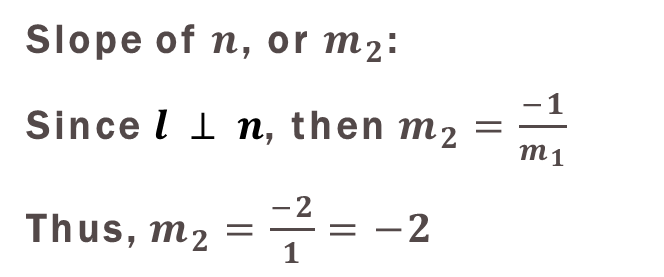 Slope of n, or m₂:
Since l ⊥ n, then m₂ = −1/m₁
Thus, m₂ = −2/1 = −2